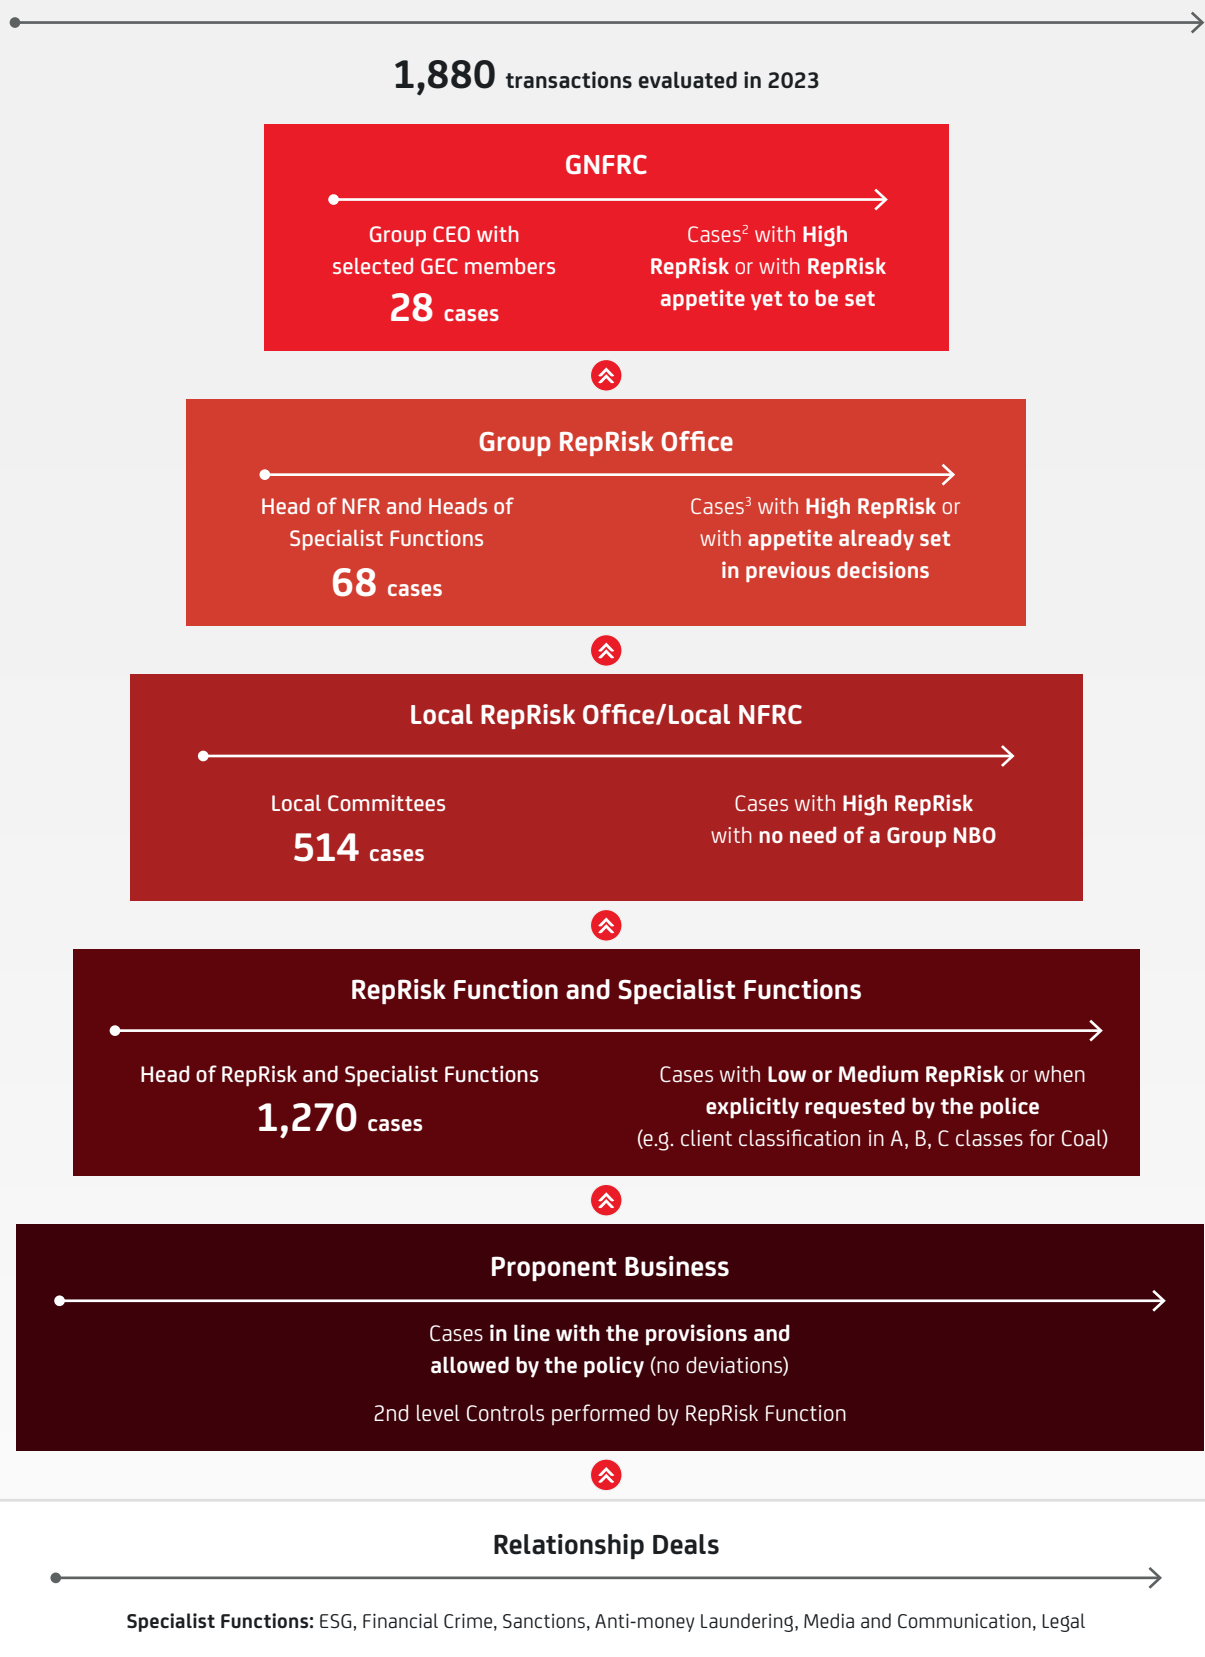 1,880 transactions evaluated in 2023
GNFRC
Group CEO with
selected GEC members
28 cases
Cases² with High
RepRisk or with RepRisk
appetite yet to be set
Group RepRisk Office
Head of NFR and Heads of
Specialist Functions
68 cases
Cases³ with High RepRisk or
with appetite already set
in previous decisions
Local RepRisk Office/Local NFRC
Local Committees
514 cases
Cases with High RepRisk
with no need of a Group NBO
RepRisk Function and Specialist Functions
Head of RepRisk and Specialist Functions
1,270 cases
Cases with Low or Medium RepRisk or when
explicitly requested by the police
(e.g. client classification in A, B, C classes for Coal)
Proponent Business
Cases in line with the provisions and
allowed by the policy (no deviations)
2nd level Controls performed by RepRisk Function
Relationship Deals
Specialist Functions: ESG, Financial Crime, Sanctions, Anti-money Laundering, Media and Communication, Legal